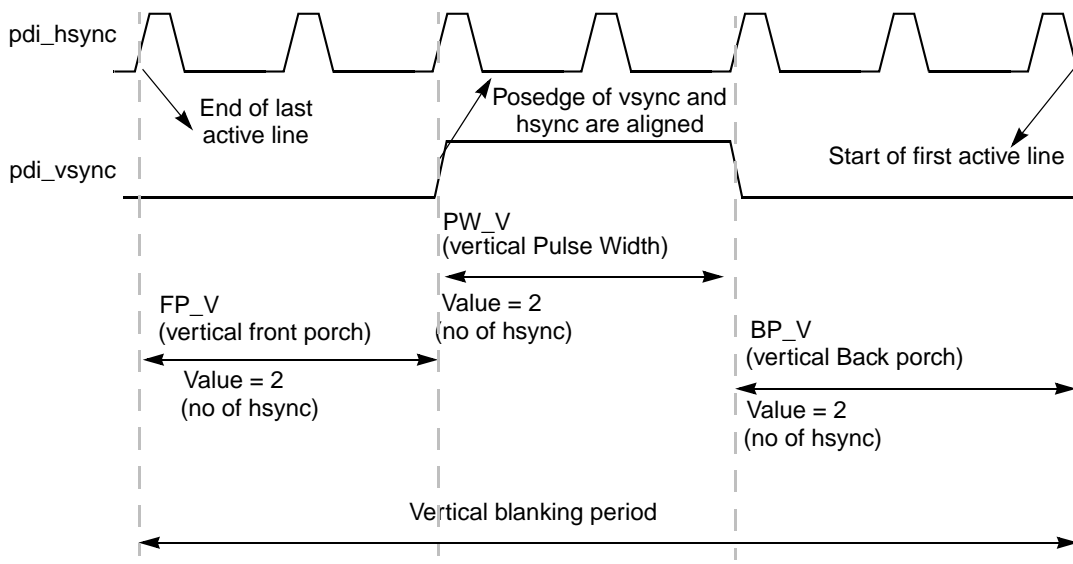 pdi_hsync
End of last
active line
Posedge of vsync and
hsync are aligned
Start of first active line
pdi_vsync
PW_V
(vertical Pulse Width)
Value = 2
(no of hsync)
FP_V
(vertical front porch)
Value = 2
(no of hsync)
BP_V
(vertical Back porch)
Value = 2
(no of hsync)
Vertical blanking period